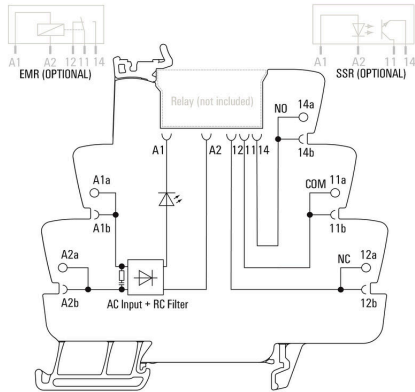 A1 A2 12 11 14
EMR (OPTIONAL)
A1 A2 11 14
SSR (OPTIONAL)
Relay (not included)
NO 14a
A1 A2 12 11 14
14b
A1a
COM 11a
A1b
11b
A2a
NC 12a
A2b
AC Input + RC Filter
12b